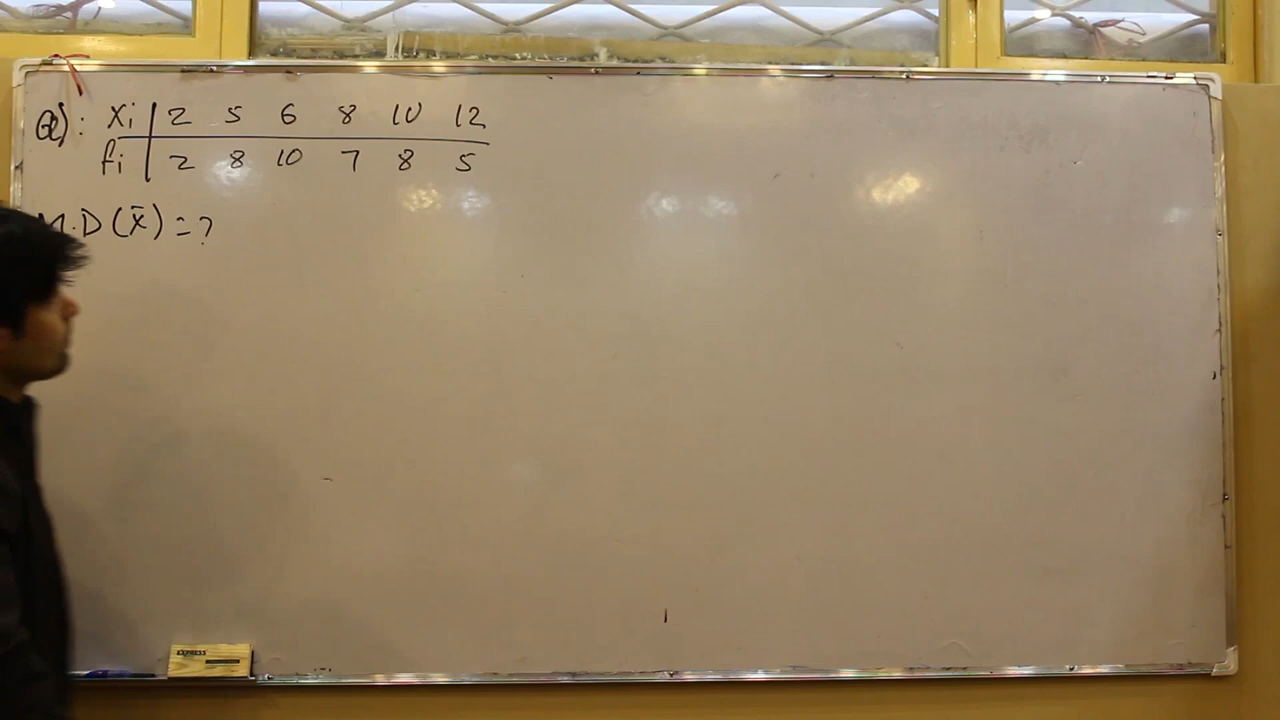 Q): xi | 2 5 6 8 10 12
fi | 2 8 10 7 8 5
M.D(x̄) = ?
EXPRESS